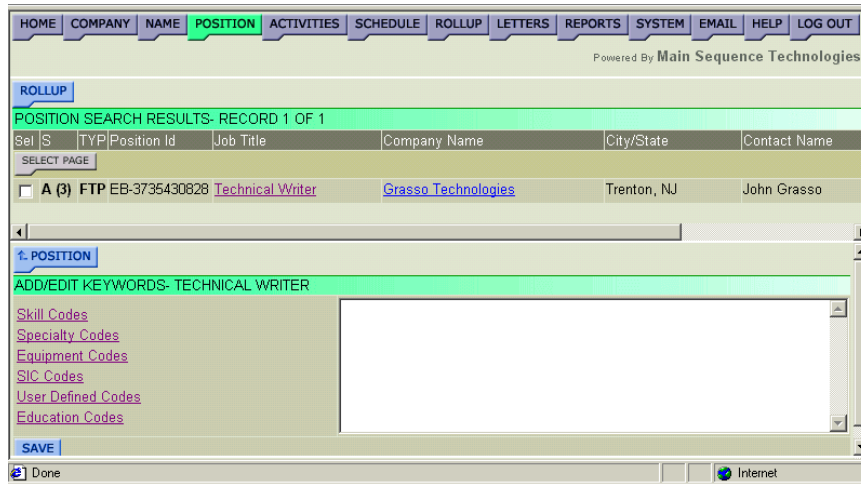 HOME COMPANY NAME POSITION ACTIVITIES SCHEDULE ROLLUP LETTERS REPORTS SYSTEM EMAIL HELP LOG OUT
Powered By Main Sequence Technologies
ROLLUP
POSITION SEARCH RESULTS- RECORD 1 OF 1
Sel S TYP Position Id Job Title Company Name City/State Contact Name
SELECT PAGE
A (3) FTP EB-3735430828 Technical Writer Grasso Technologies Trenton, NJ John Grasso
POSITION
ADD/EDIT KEYWORDS- TECHNICAL WRITER
Skill Codes
Specialty Codes
Equipment Codes
SIC Codes
User Defined Codes
Education Codes
SAVE
Done Internet